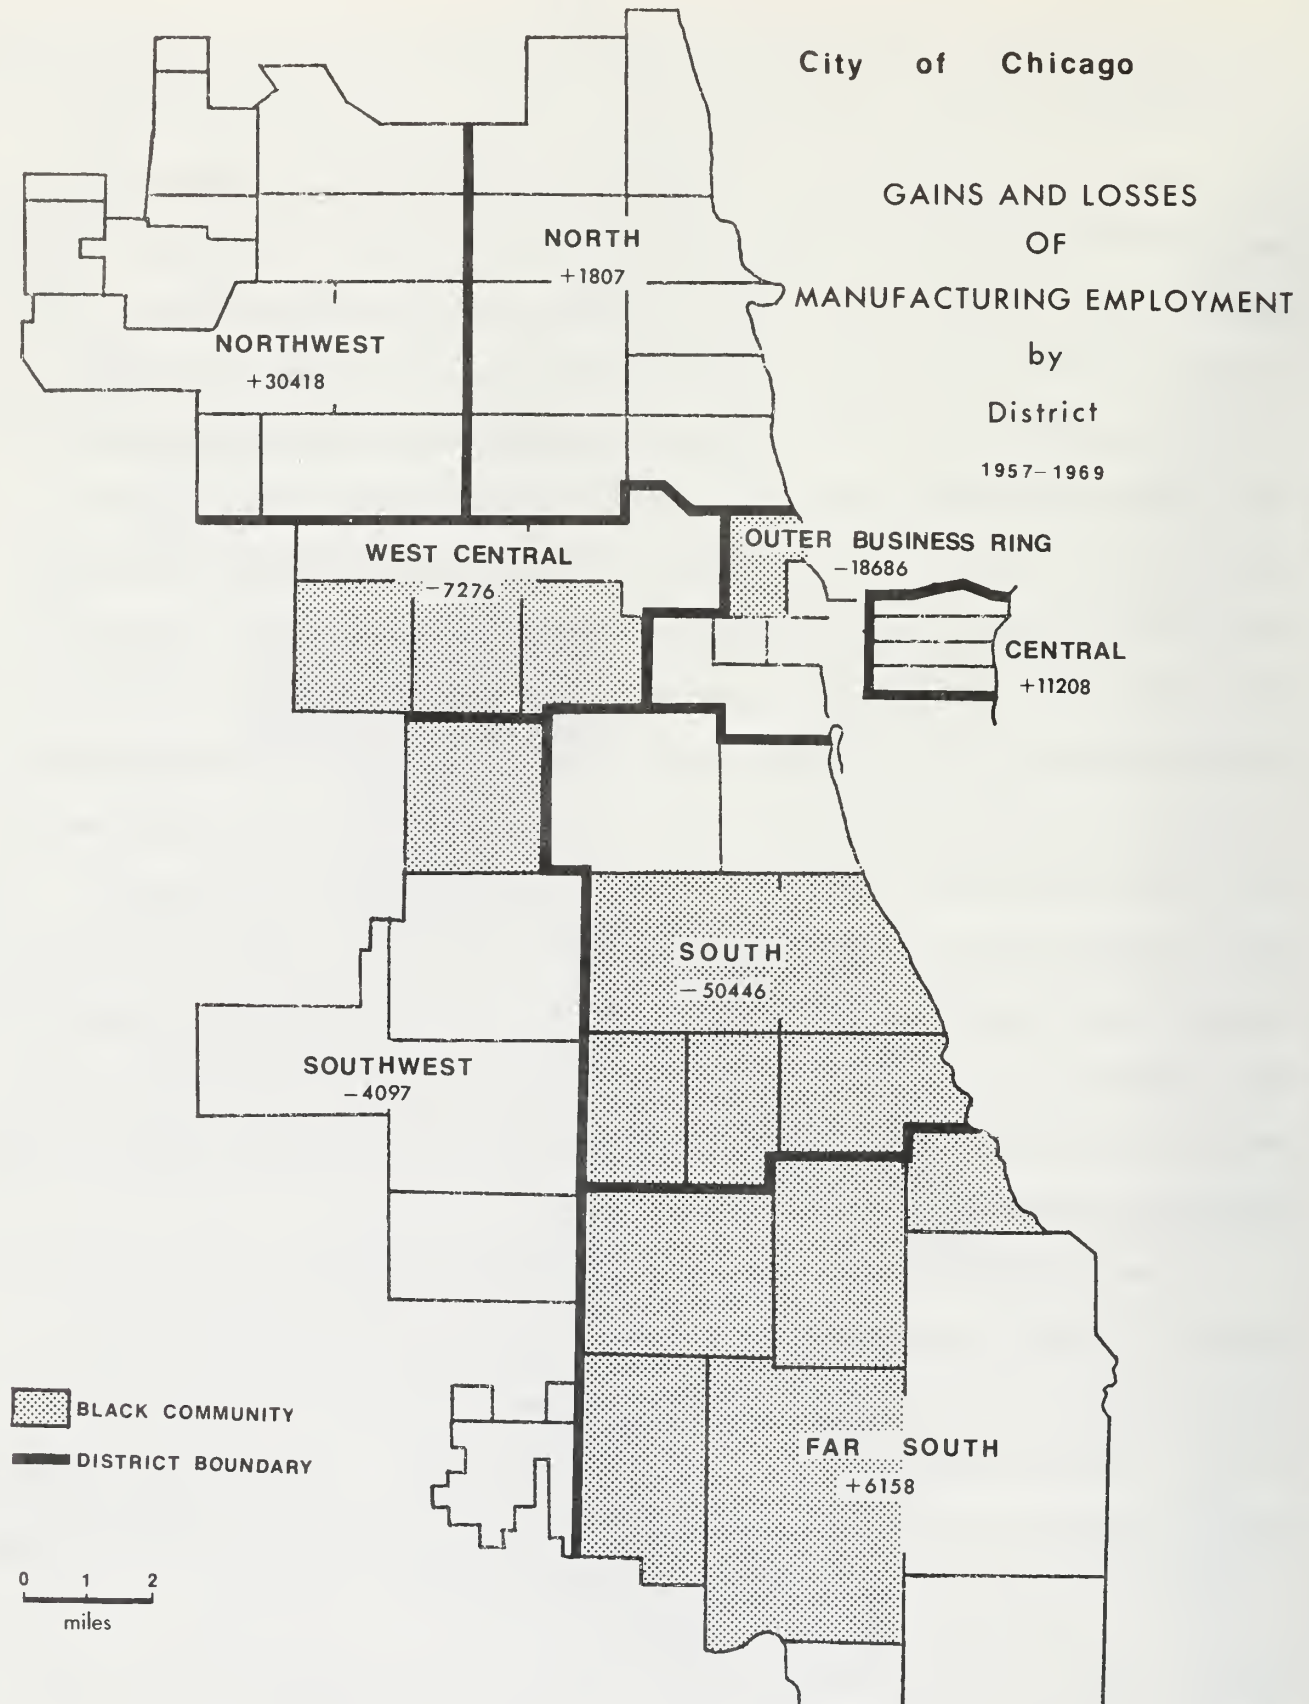 City of Chicago
GAINS AND LOSSES
OF
MANUFACTURING EMPLOYMENT
by
District
1957-1969
NORTH
+1807
NORTHWEST
+30418
OUTER BUSINESS RING
-18686
WEST CENTRAL
-7276
CENTRAL
+11208
SOUTH
-50446
SOUTHWEST
-4097
FAR SOUTH
+6158
BLACK COMMUNITY
DISTRICT BOUNDARY
0 1 2
miles